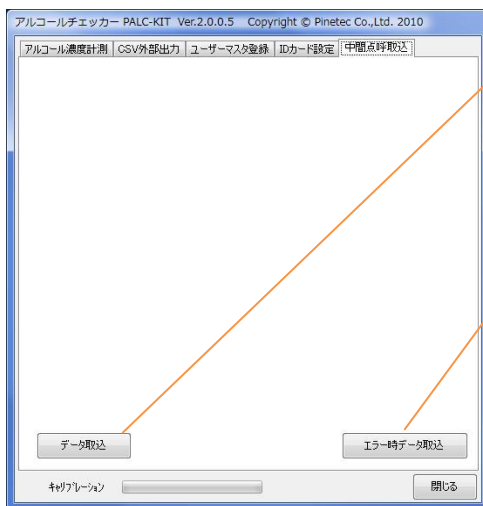 アルコールチェッカー PALC-KIT Ver.2.0.0.5 Copyright © Pinetec Co.,Ltd. 2010
アルコール濃度計測 CSV外部出力 ユーザーマスタ登録 IDカード設定 中間点呼取込
データ取込 エラー時データ取込
キャリブレーション 閉じる